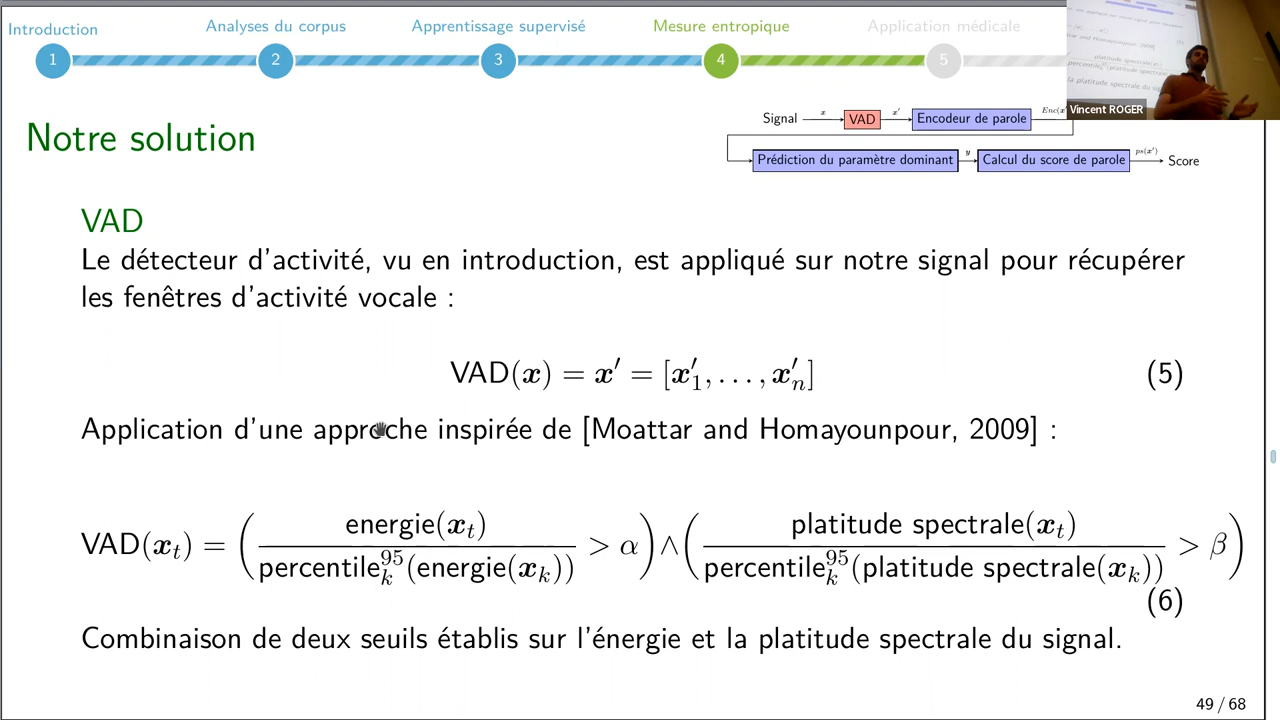 Introduction
Analyses du corpus
Apprentissage supervisé
Mesure entropique
Application médicale
1
2
3
4
5
Vincent ROGER
Notre solution
Signal x VAD x′ Encodeur de parole
Prédiction du paramètre dominant y Calcul du score de parole ps(x′) Score
VAD
Le détecteur d'activité, vu en introduction, est appliqué sur notre signal pour récupérer
les fenêtres d'activité vocale :
VAD(x) = x′ = [x′₁, . . . , x′ₙ] (5)
Application d'une approche inspirée de [Moattar and Homayounpour, 2009] :
VAD(xₜ) = ( energie(xₜ) / percentile⁹⁵ₖ(energie(xₖ)) > α ) ∧ ( platitude spectrale(xₜ) / percentile⁹⁵ₖ(platitude spectrale(xₖ)) > β )
(6)
Combinaison de deux seuils établis sur l'énergie et la platitude spectrale du signal.
49 / 68